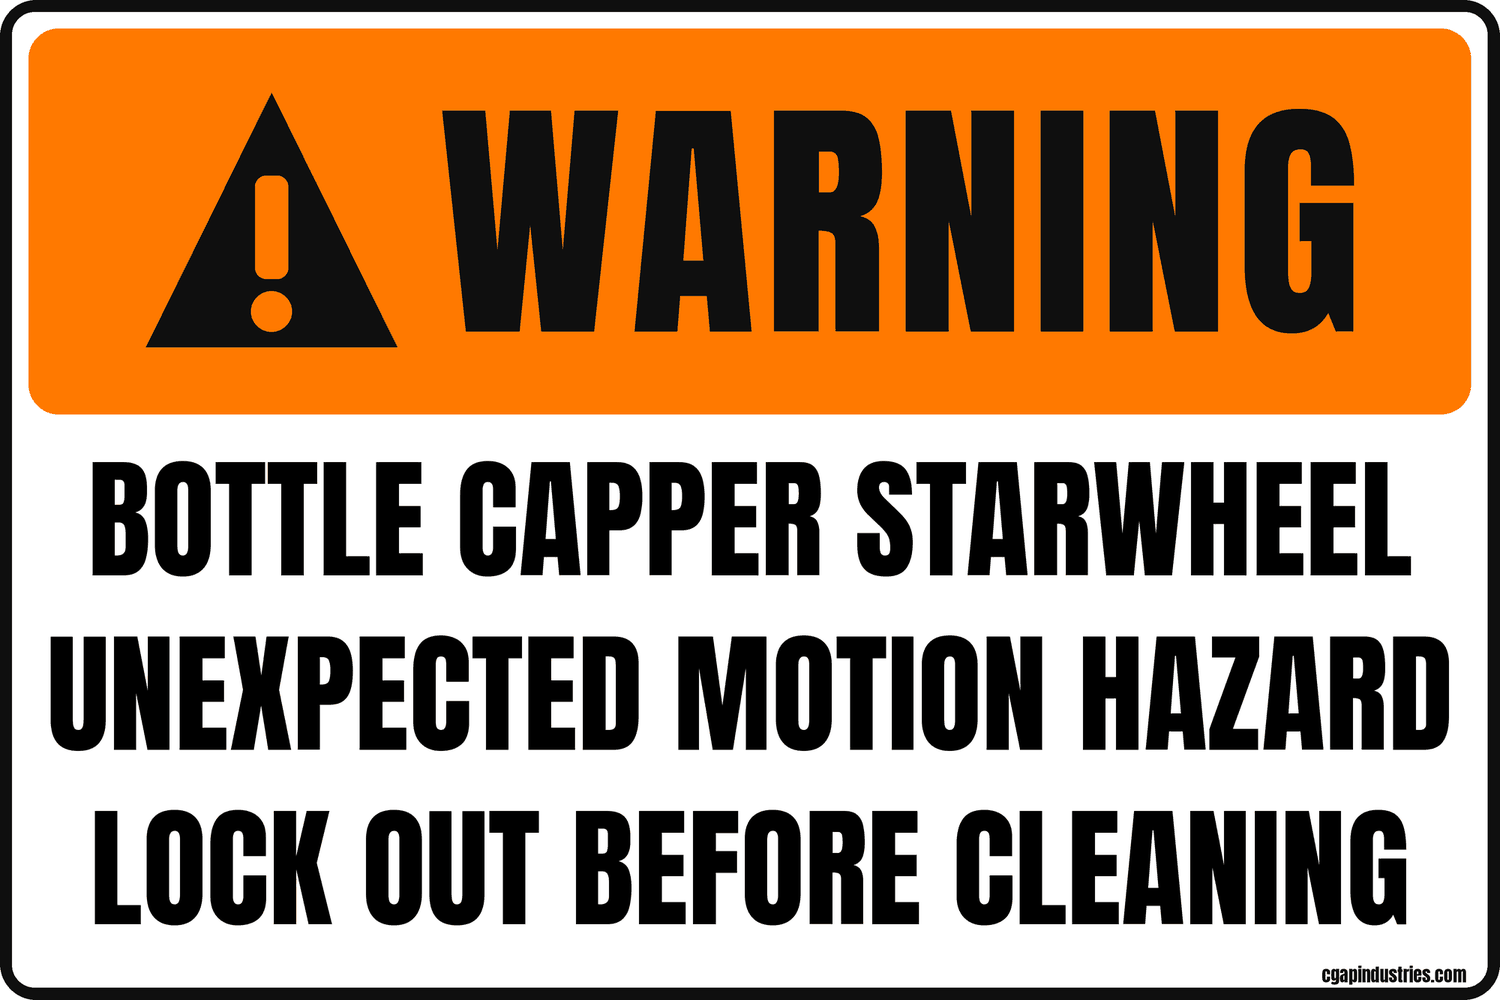 WARNING
BOTTLE CAPPER STARWHEEL
UNEXPECTED MOTION HAZARD
LOCK OUT BEFORE CLEANING
cgapindustries.com